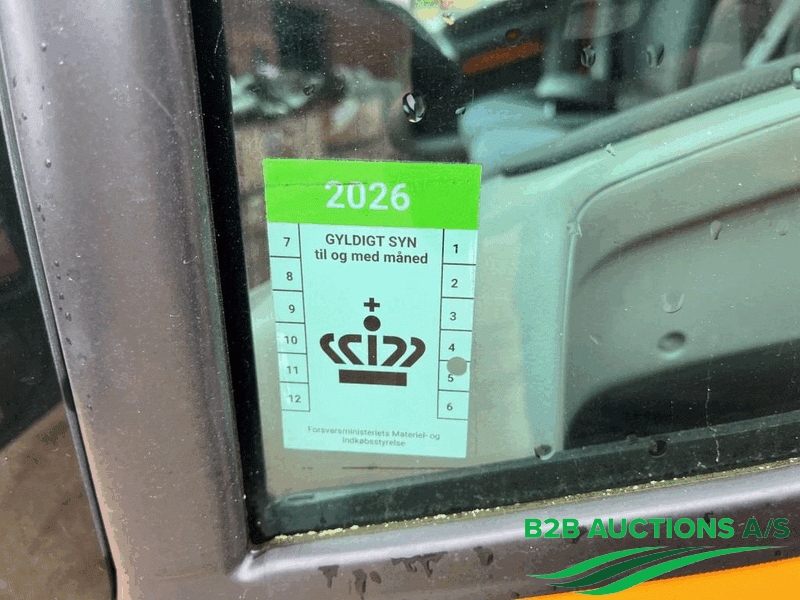 2026
GYLDIGT SYN
til og med måned
7
8
9
10
11
12
1
2
3
4
5
6
Forsvarsministeriets Materiel- og
Indkøbsstyrelse
B2B AUCTIONS A/S